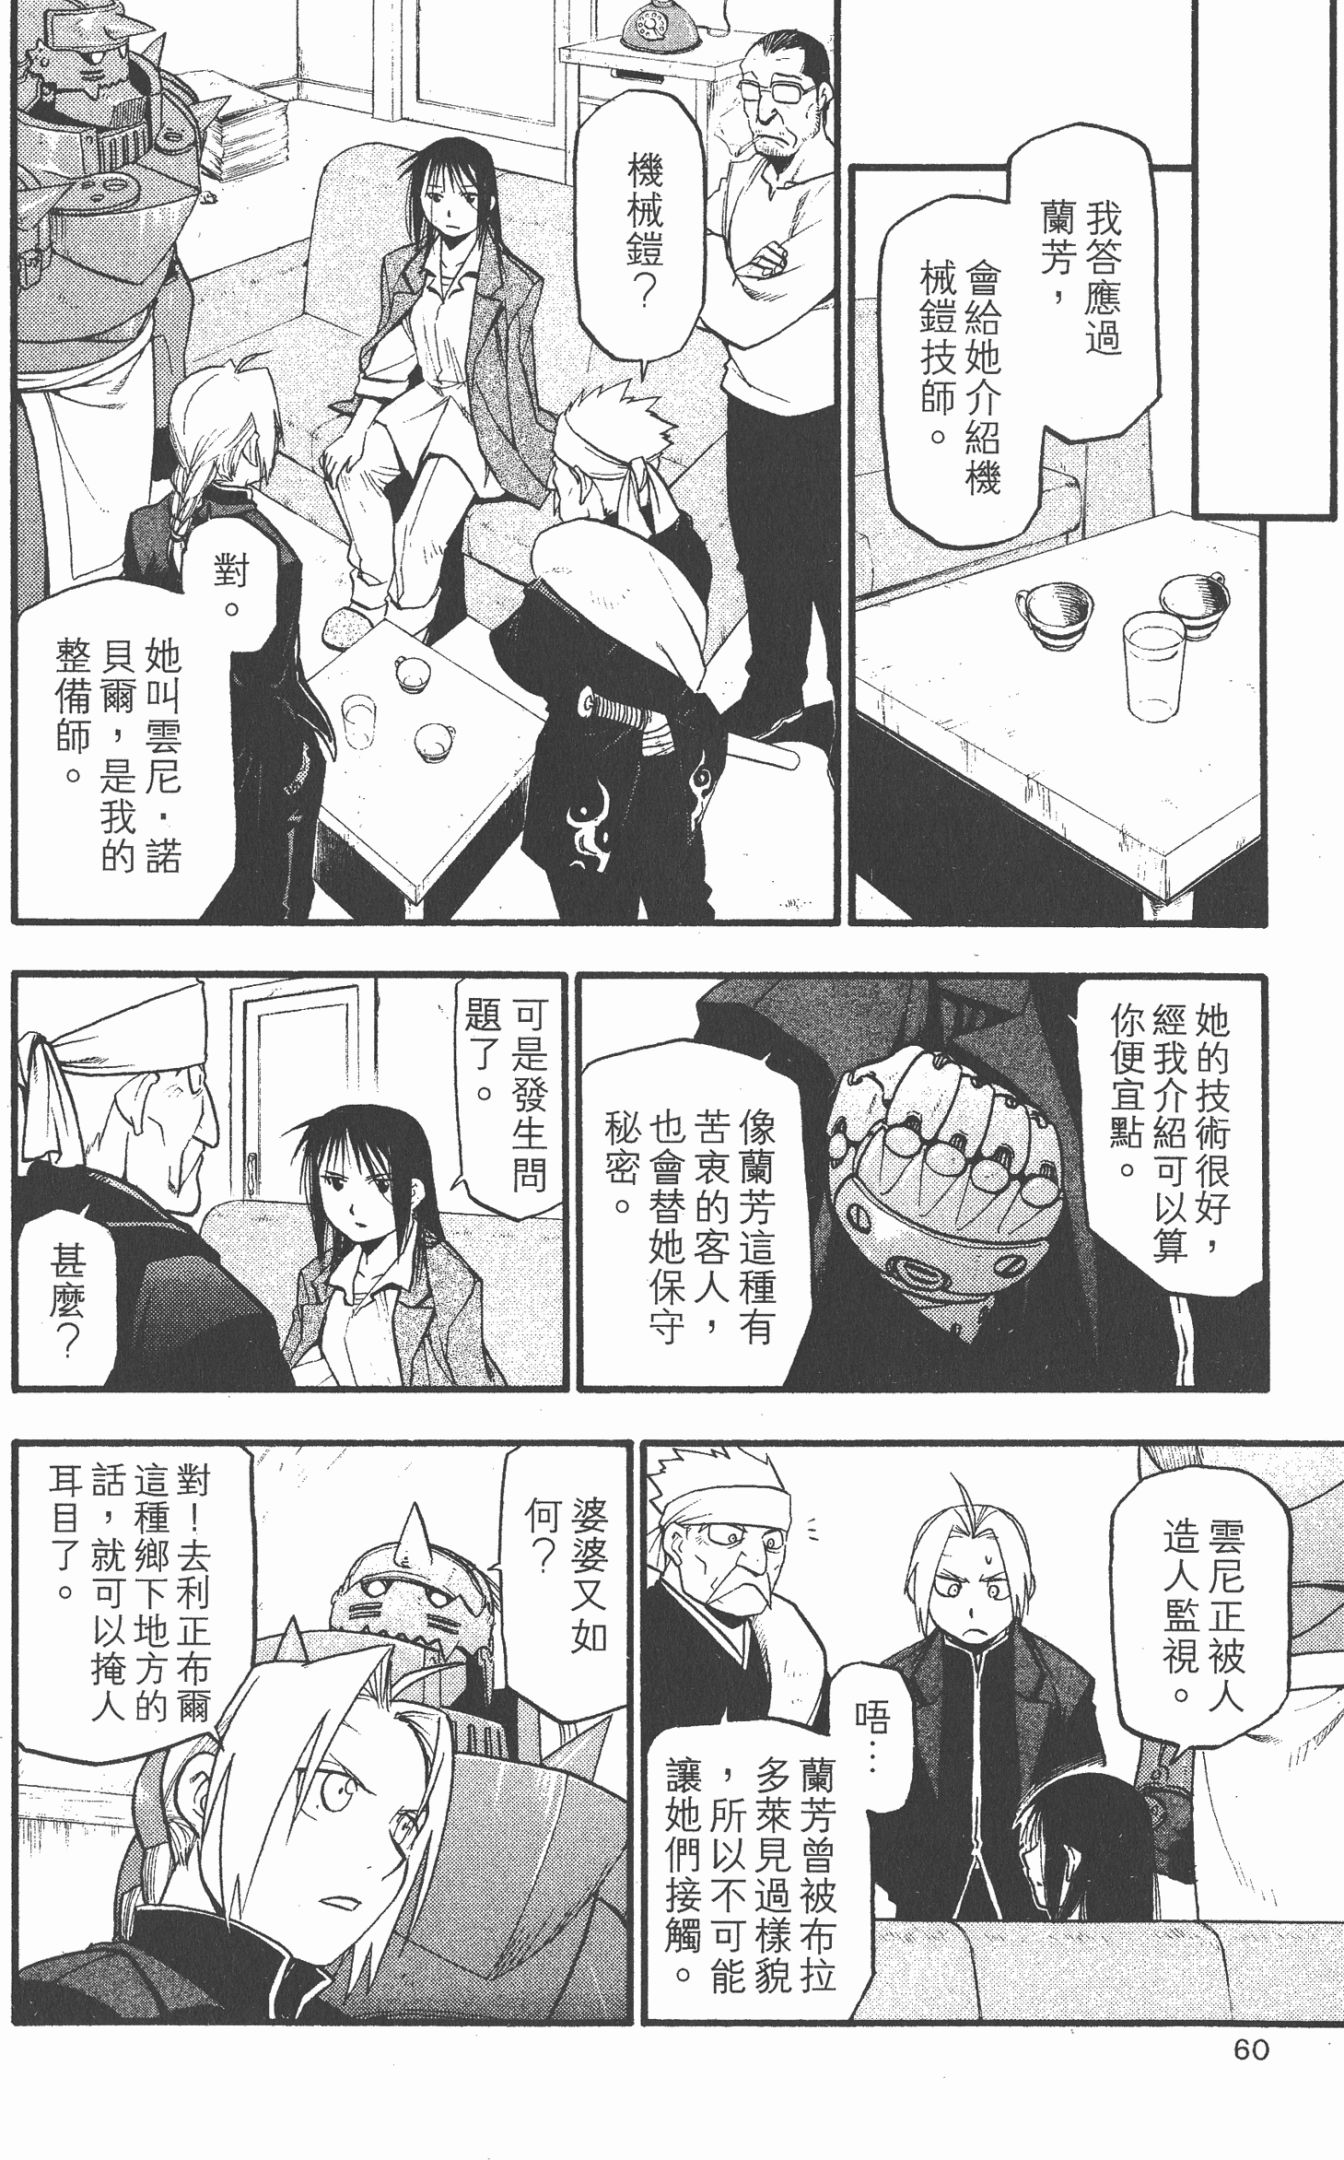 我答應過
蘭芳，
會給她介紹機
械鎧技師。
機械鎧？
對。
她叫雲尼·諾
貝爾，是我的
整備師。
她的技術很好，
經我介紹可以算
你便宜點。
像蘭芳這種有
苦衷的客人，
也會替她保守
秘密。
可是發生問
題了。
甚麼？
雲尼正被人
造人監視。
唔…
蘭芳曾被布拉
多萊見過樣貌
，所以不可能
讓她們接觸。
婆婆又如
何？
對！去利正布爾
這種鄉下地方的
話，就可以掩人
耳目了。
60